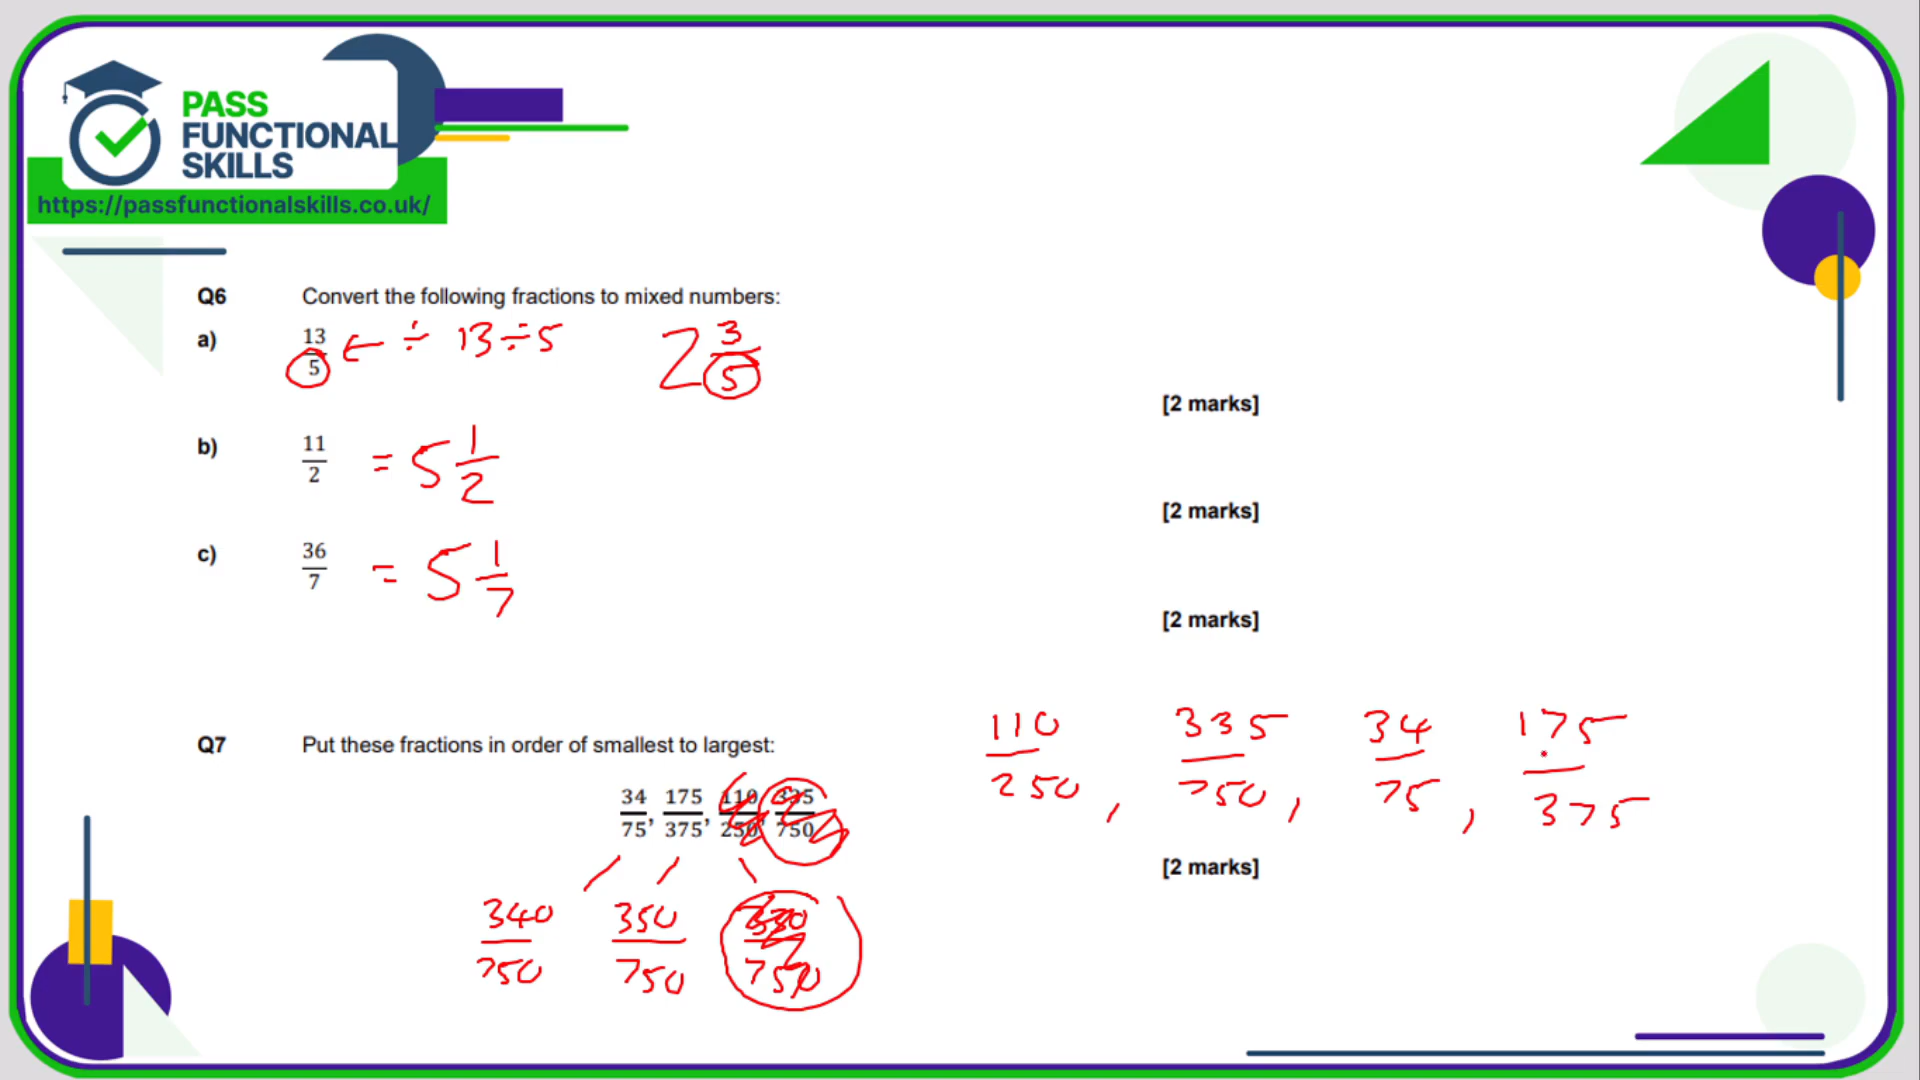 PASS
FUNCTIONAL
SKILLS
https://passfunctionalskills.co.uk/
Q6 Convert the following fractions to mixed numbers:
a) 13/5 ← ÷ 13÷5 2 3/5
[2 marks]
b) 11/2 = 5 1/2
[2 marks]
c) 36/7 = 5 1/7
[2 marks]
Q7 Put these fractions in order of smallest to largest:
110/250, 335/750, 34/75, 175/375
34/75, 175/375, 110/250, 335/750
[2 marks]
340/750 350/750 330/750